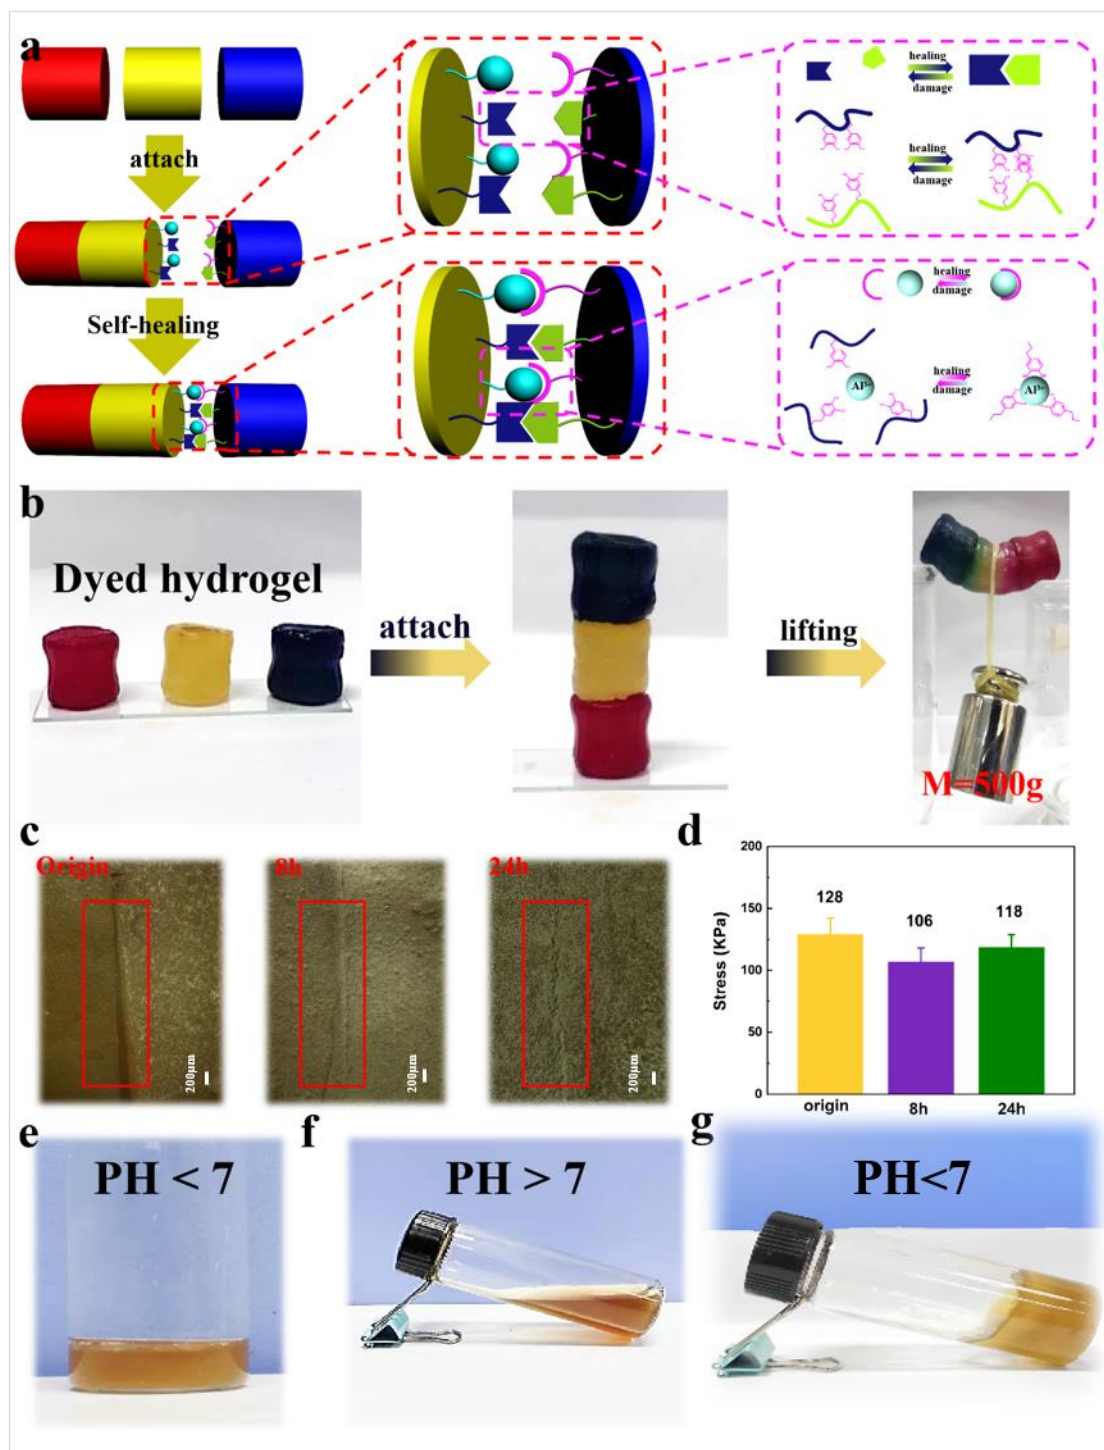 a
attach
Self-healing
healing
damage
healing
damage
healing
damage
Al³⁺
healing
damage
Al³⁺
b
Dyed hydrogel
attach
lifting
M=500g
c
Origin
8h
24h
200μm
200μm
200μm
d
Stress (KPa)
200
150
100
50
0
128
106
118
origin
8h
24h
e
PH < 7
f
PH > 7
g
PH<7